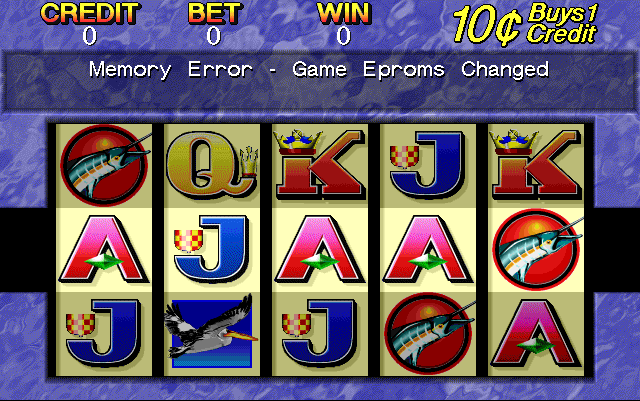 CREDIT BET WIN 10¢ Buys 1
0 0 0 Credit
Memory Error - Game Eproms Changed
Q K J K
A J A A
J J A